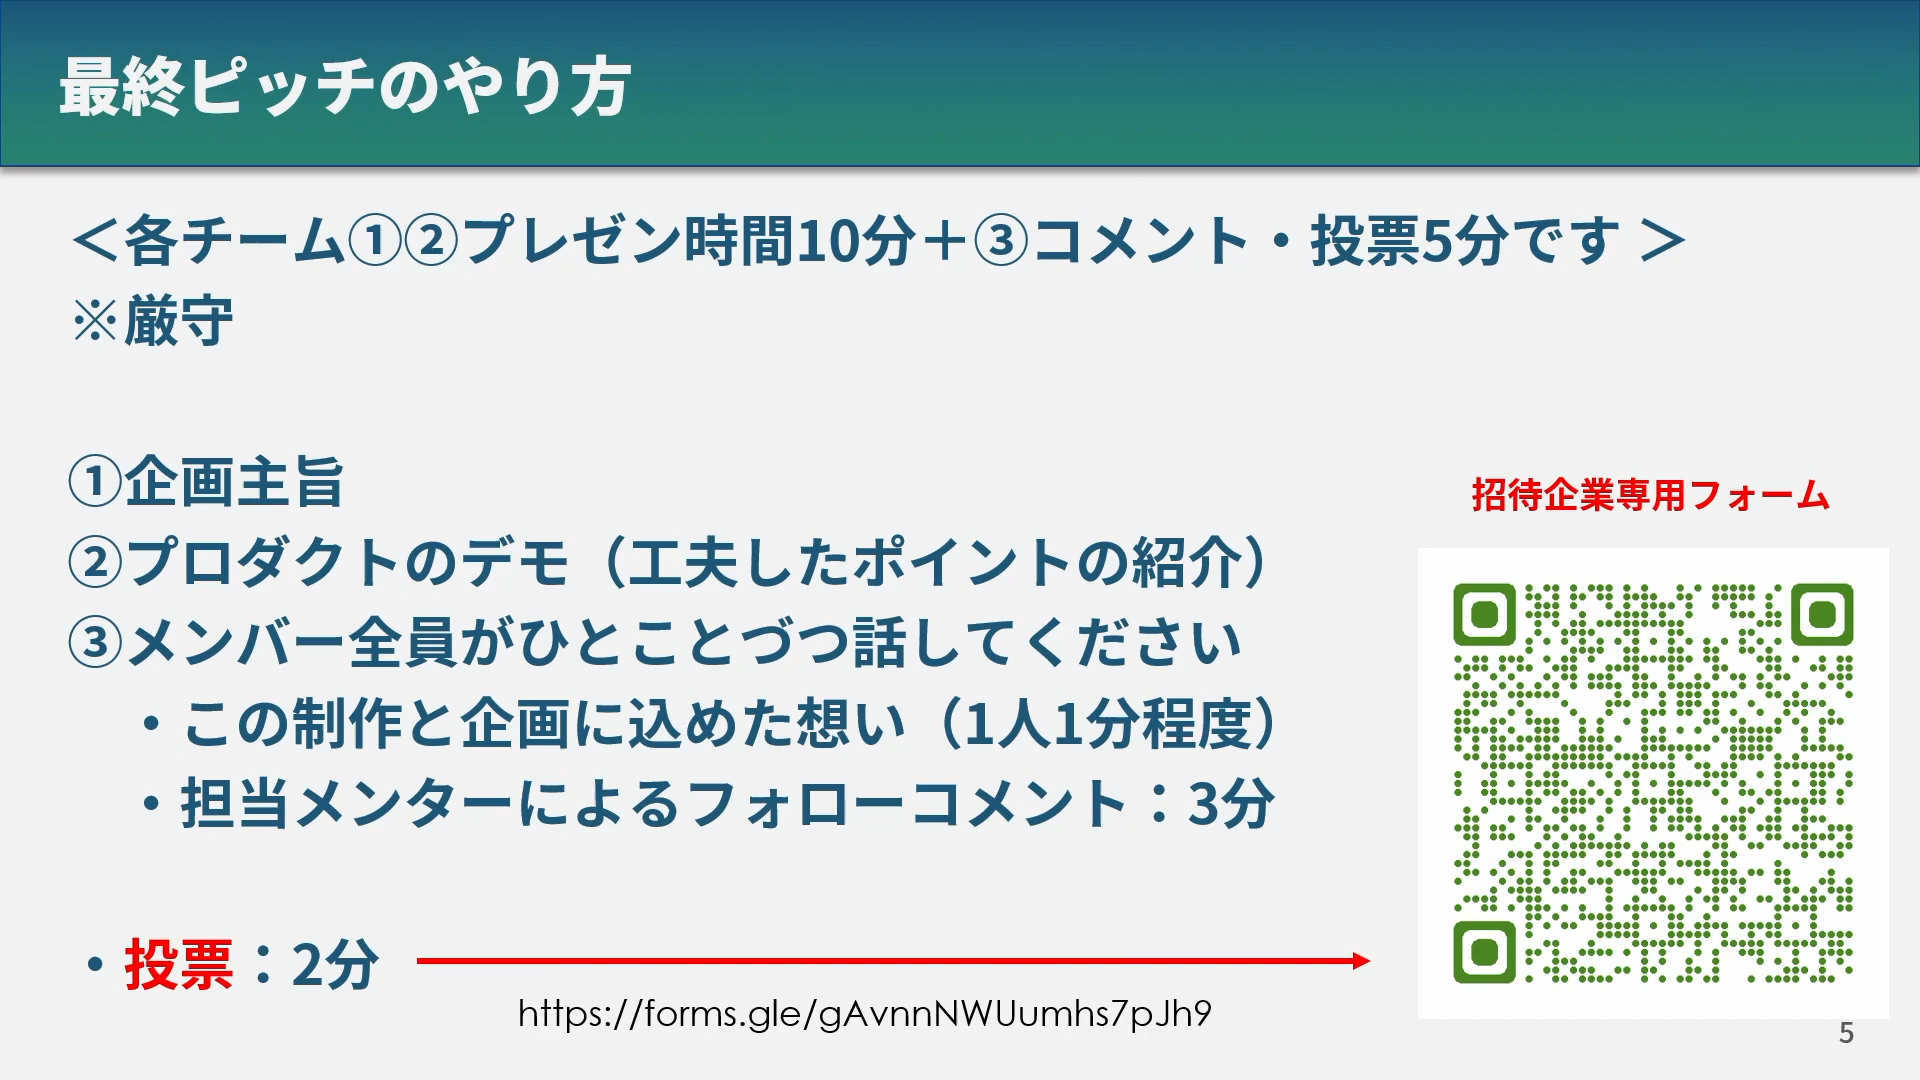 最終ピッチのやり方
＜各チーム①②プレゼン時間10分＋③コメント・投票5分です ＞
※厳守
①企画主旨
②プロダクトのデモ（工夫したポイントの紹介）
③メンバー全員がひとことづつ話してください
・この制作と企画に込めた想い（1人1分程度）
・担当メンターによるフォローコメント：3分
招待企業専用フォーム
・投票：2分
https://forms.gle/gAvnnNWUumhs7pJh9
5